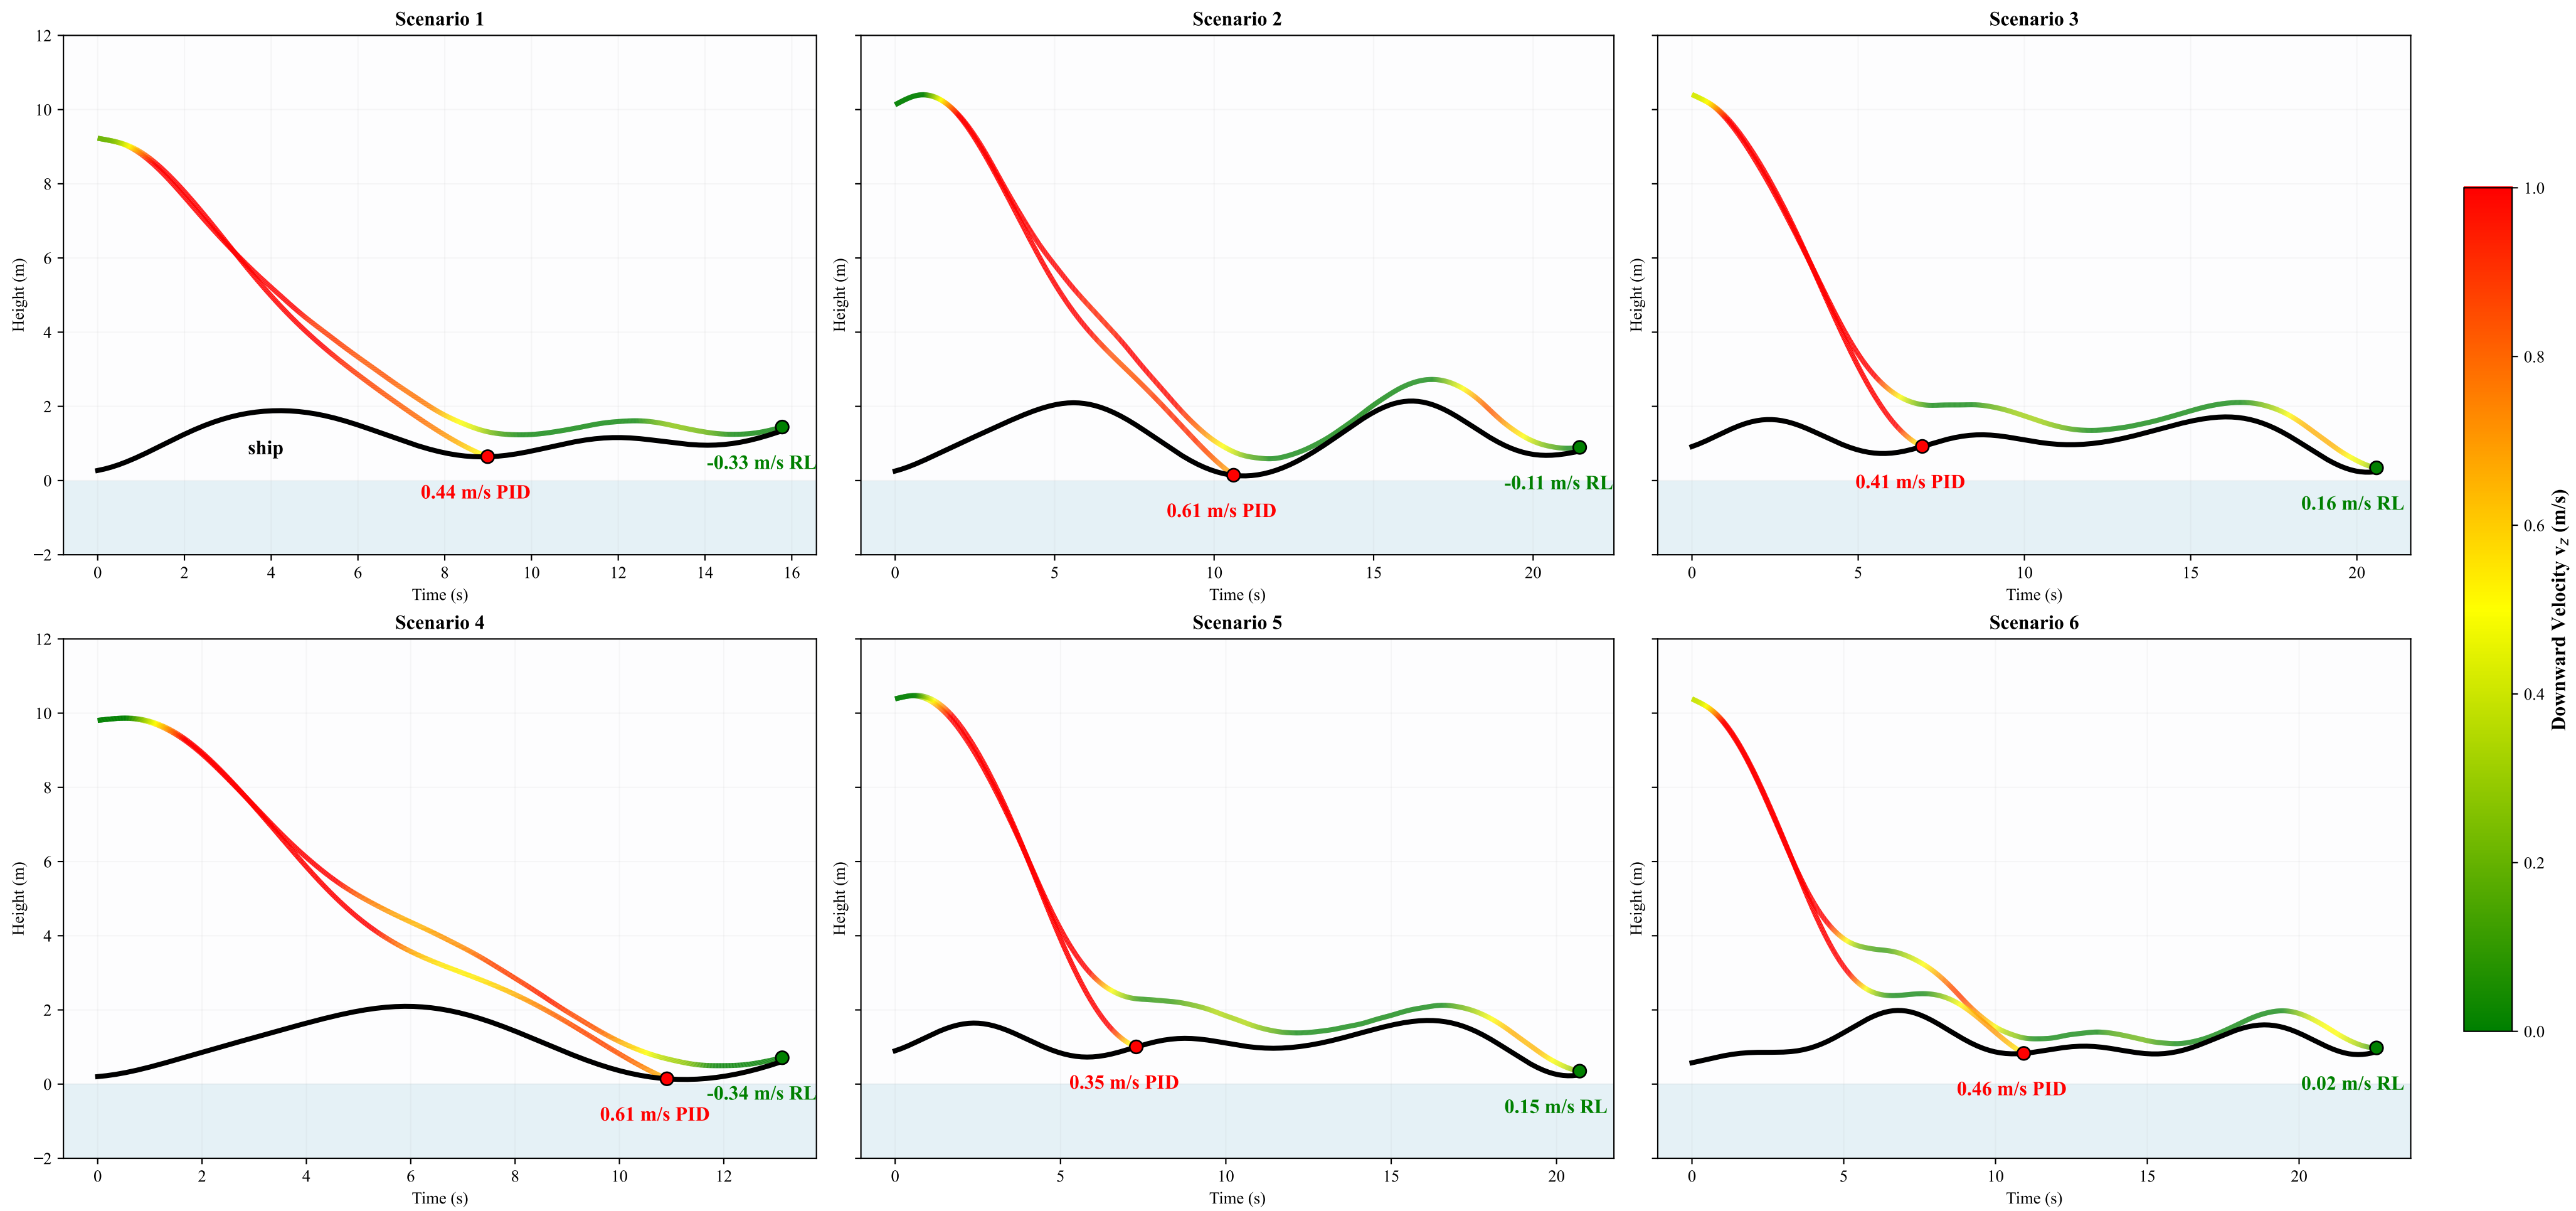 Scenario 1
12
10
8
6
4
2
0
−2
Height (m)
ship
0.44 m/s PID
-0.33 m/s RL
0 2 4 6 8 10 12 14 16
Time (s)
Scenario 2
Height (m)
0.61 m/s PID
-0.11 m/s RL
0 5 10 15 20
Time (s)
Scenario 3
Height (m)
0.41 m/s PID
0.16 m/s RL
0 5 10 15 20
Time (s)
Scenario 4
12
10
8
6
4
2
0
−2
Height (m)
0.61 m/s PID
-0.34 m/s RL
0 2 4 6 8 10 12
Time (s)
Scenario 5
Height (m)
0.35 m/s PID
0.15 m/s RL
0 5 10 15 20
Time (s)
Scenario 6
Height (m)
0.46 m/s PID
0.02 m/s RL
0 5 10 15 20
Time (s)
1.0
0.8
0.6
0.4
0.2
0.0
Downward Velocity v_z (m/s)